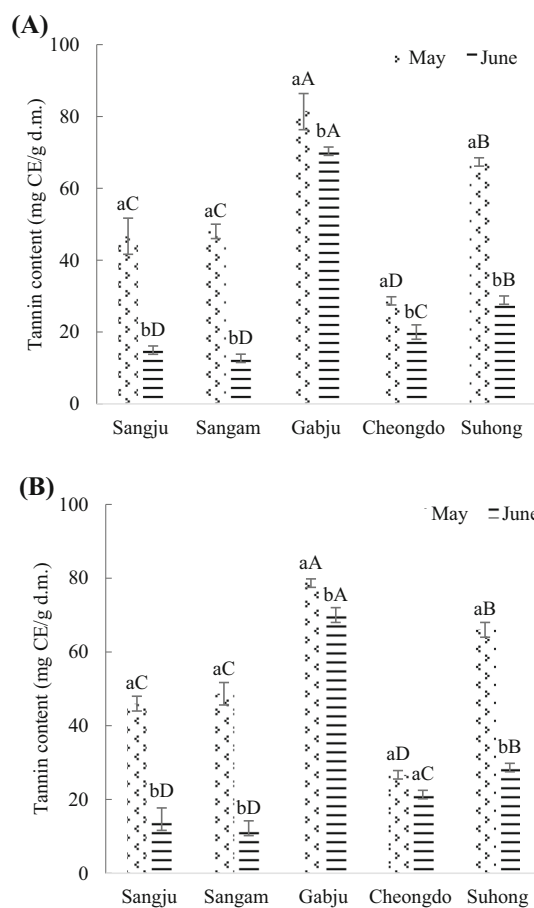 (A)
Tannin content (mg CE/g d.m.)
100
80
60
40
20
0
May June
aC
bD
aC
bD
aA
bA
aD
bC
aB
bB
Sangju Sangam Gabju Cheongdo Suhong
(B)
Tannin content (mg CE/g d.m.)
100
80
60
40
20
0
May June
aC
bD
aC
bD
aA
bA
aD
aC
aB
bB
Sangju Sangam Gabju Cheongdo Suhong